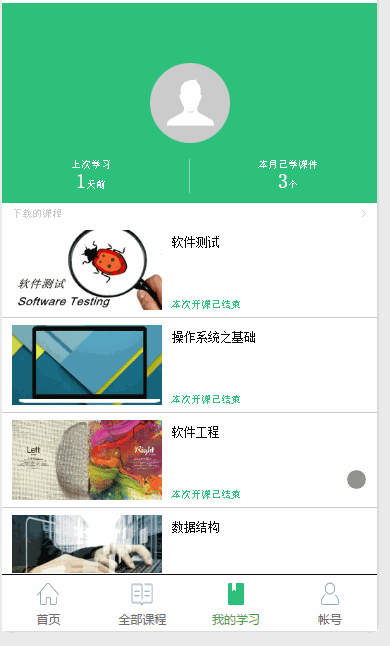 上次学习
1天前
本月已学课件
3个
下载的课程
软件测试
Software Testing
软件测试
本次开课已结束
操作系统之基础
本次开课已结束
Left
Right
软件工程
本次开课已结束
数据结构
首页
全部课程
我的学习
帐号